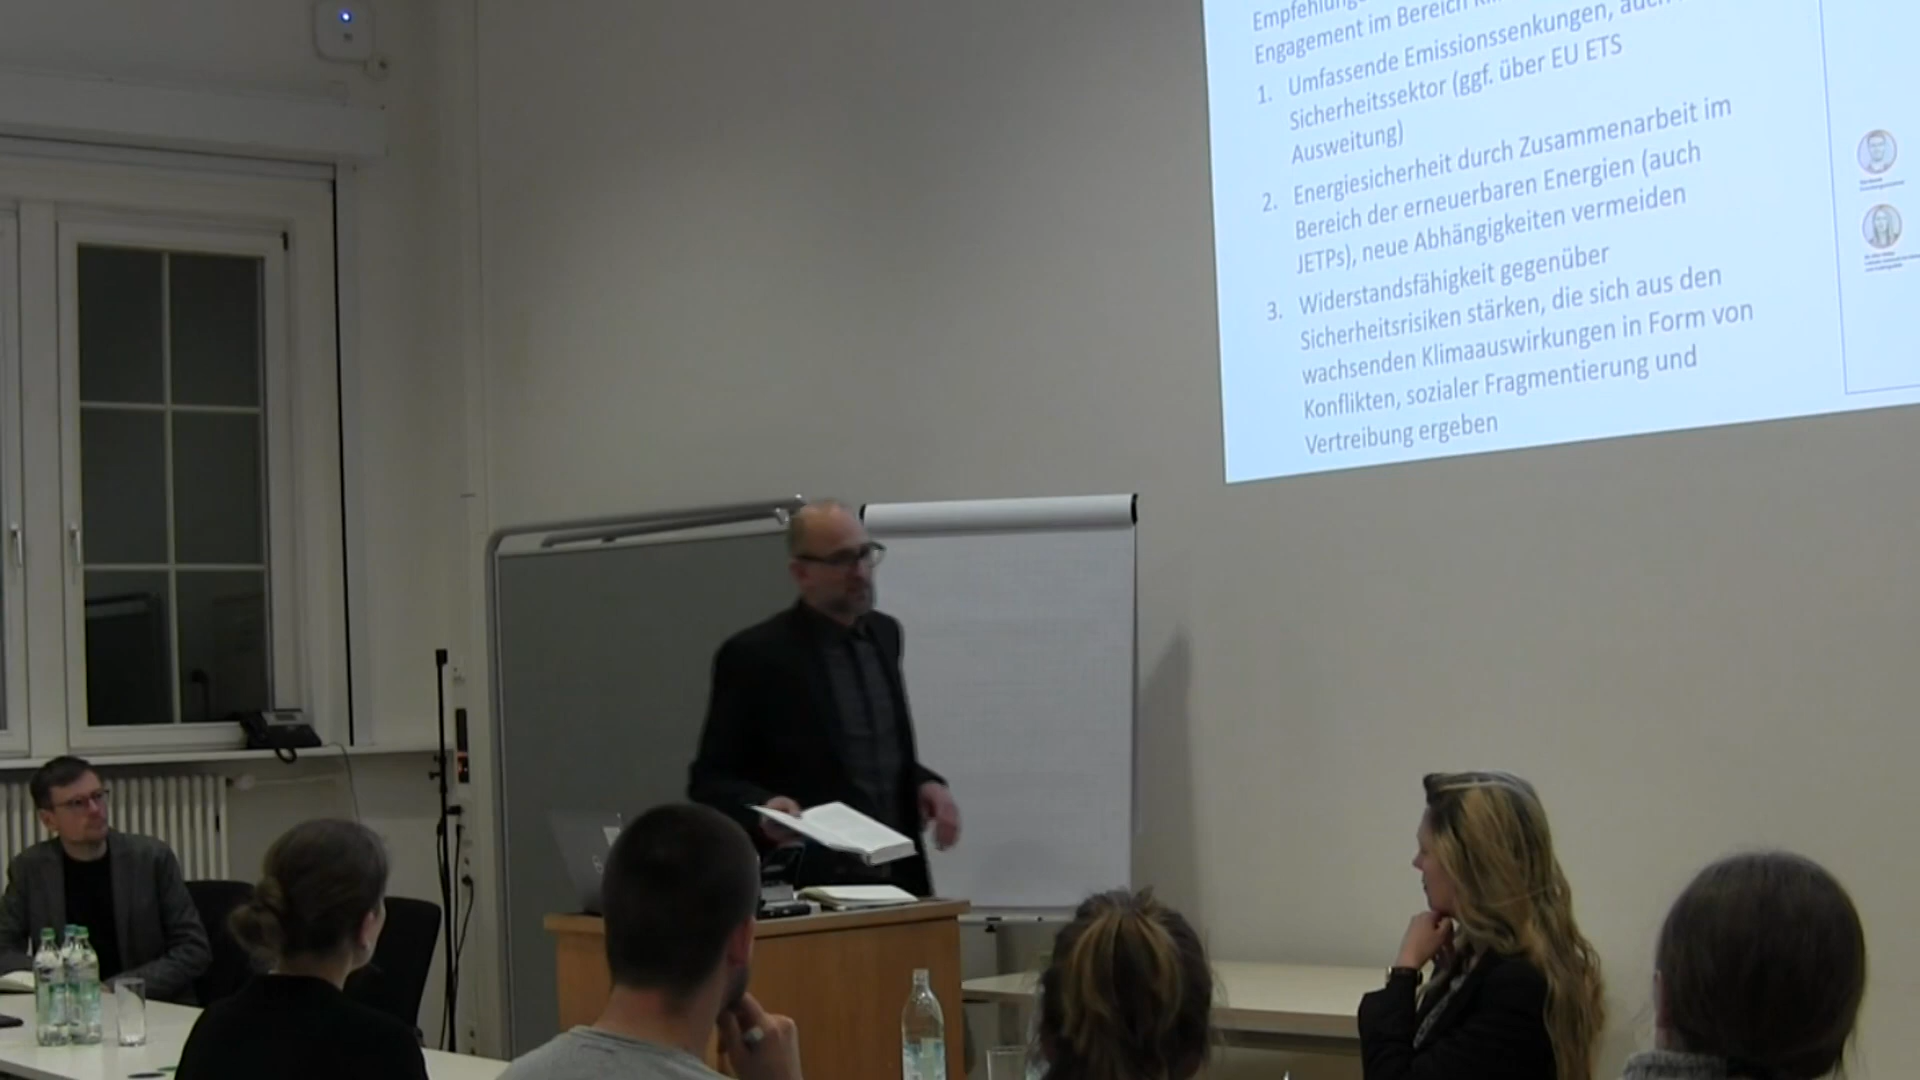 Engagement im Bereich
1. Umfassende Emissionssenkungen, auch
Sicherheitssektor (ggf. über EU ETS
Ausweitung)
2. Energiesicherheit durch Zusammenarbeit im
Bereich der erneuerbaren Energien (auch
JETPs), neue Abhängigkeiten vermeiden
3. Widerstandsfähigkeit gegenüber
Sicherheitsrisiken stärken, die sich aus den
wachsenden Klimaauswirkungen in Form von
Konflikten, sozialer Fragmentierung und
Vertreibung ergeben